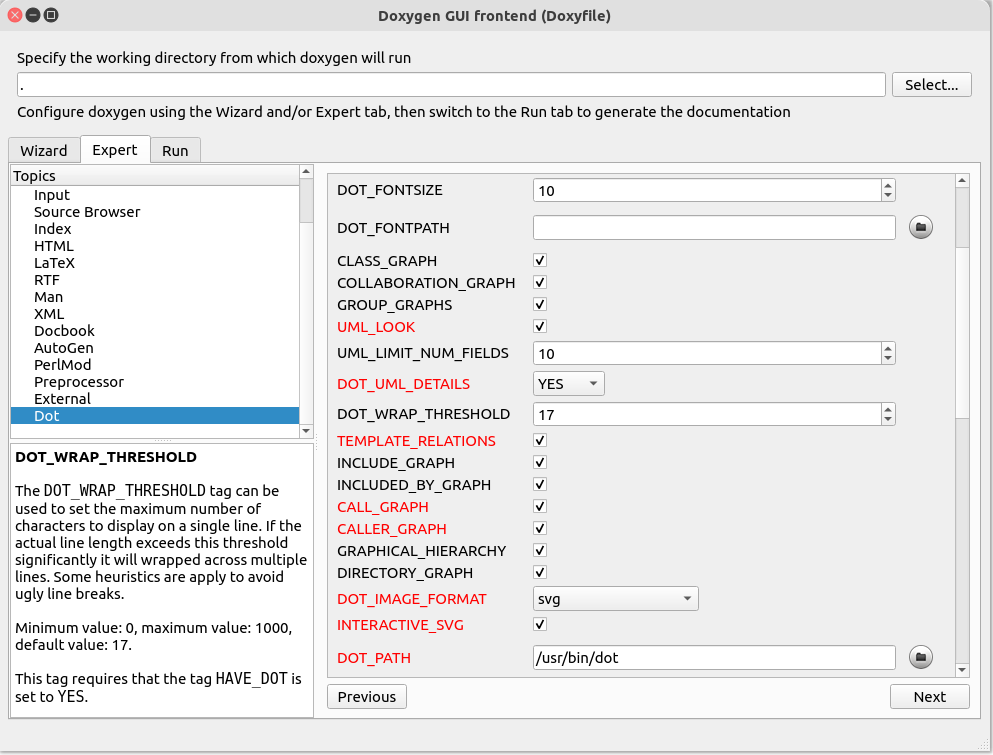 Doxygen GUI frontend (Doxyfile)
Specify the working directory from which doxygen will run
.
Select...
Configure doxygen using the Wizard and/or Expert tab, then switch to the Run tab to generate the documentation
Wizard
Expert
Run
Topics
Input
Source Browser
Index
HTML
LaTeX
RTF
Man
XML
Docbook
AutoGen
PerlMod
Preprocessor
External
Dot
DOT_WRAP_THRESHOLD
The DOT_WRAP_THRESHOLD tag can be
used to set the maximum number of
characters to display on a single line. If the
actual line length exceeds this threshold
significantly it will wrapped across multiple
lines. Some heuristics are apply to avoid
ugly line breaks.
Minimum value: 0, maximum value: 1000,
default value: 17.
This tag requires that the tag HAVE_DOT is
set to YES.
DOT_FONTSIZE 10
DOT_FONTPATH
CLASS_GRAPH
COLLABORATION_GRAPH
GROUP_GRAPHS
UML_LOOK
UML_LIMIT_NUM_FIELDS 10
DOT_UML_DETAILS YES
DOT_WRAP_THRESHOLD 17
TEMPLATE_RELATIONS
INCLUDE_GRAPH
INCLUDED_BY_GRAPH
CALL_GRAPH
CALLER_GRAPH
GRAPHICAL_HIERARCHY
DIRECTORY_GRAPH
DOT_IMAGE_FORMAT svg
INTERACTIVE_SVG
DOT_PATH /usr/bin/dot
Previous
Next